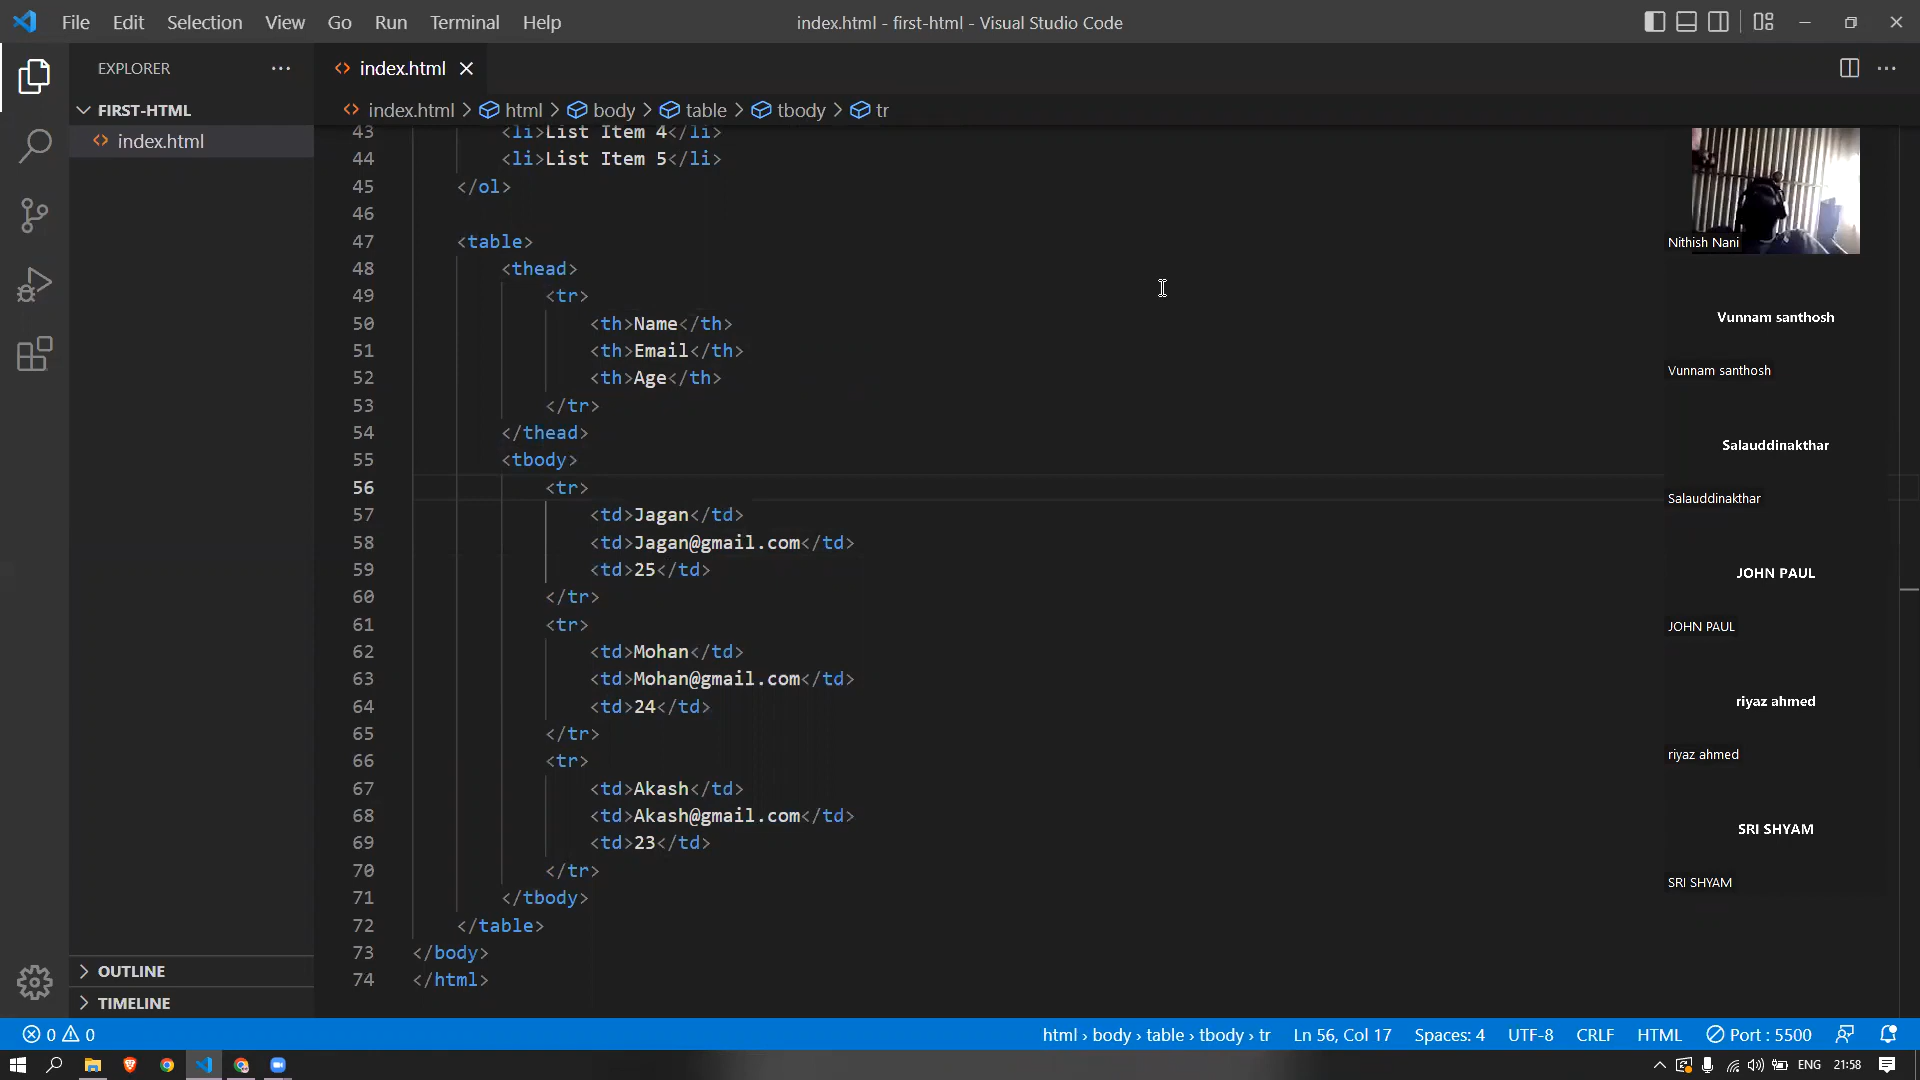 File Edit Selection View Go Run Terminal Help
index.html - first-html - Visual Studio Code
EXPLORER
index.html
FIRST-HTML
index.html
index.html > html > body > table > tbody > tr
43 <li>List Item 4</li>
44 <li>List Item 5</li>
45 </ol>
46
47 <table>
48 <thead>
49 <tr>
50 <th>Name</th>
51 <th>Email</th>
52 <th>Age</th>
53 </tr>
54 </thead>
55 <tbody>
56 <tr>
57 <td>Jagan</td>
58 <td>Jagan@gmail.com</td>
59 <td>25</td>
60 </tr>
61 <tr>
62 <td>Mohan</td>
63 <td>Mohan@gmail.com</td>
64 <td>24</td>
65 </tr>
66 <tr>
67 <td>Akash</td>
68 <td>Akash@gmail.com</td>
69 <td>23</td>
70 </tr>
71 </tbody>
72 </table>
73 </body>
74 </html>
Nithish Nani
Vunnam santhosh
Vunnam santhosh
Salauddinakthar
Salauddinakthar
JOHN PAUL
JOHN PAUL
riyaz ahmed
riyaz ahmed
SRI SHYAM
SRI SHYAM
OUTLINE
TIMELINE
0 0
html › body › table › tbody › tr Ln 56, Col 17 Spaces: 4 UTF-8 CRLF HTML Port : 5500
ENG 21:58